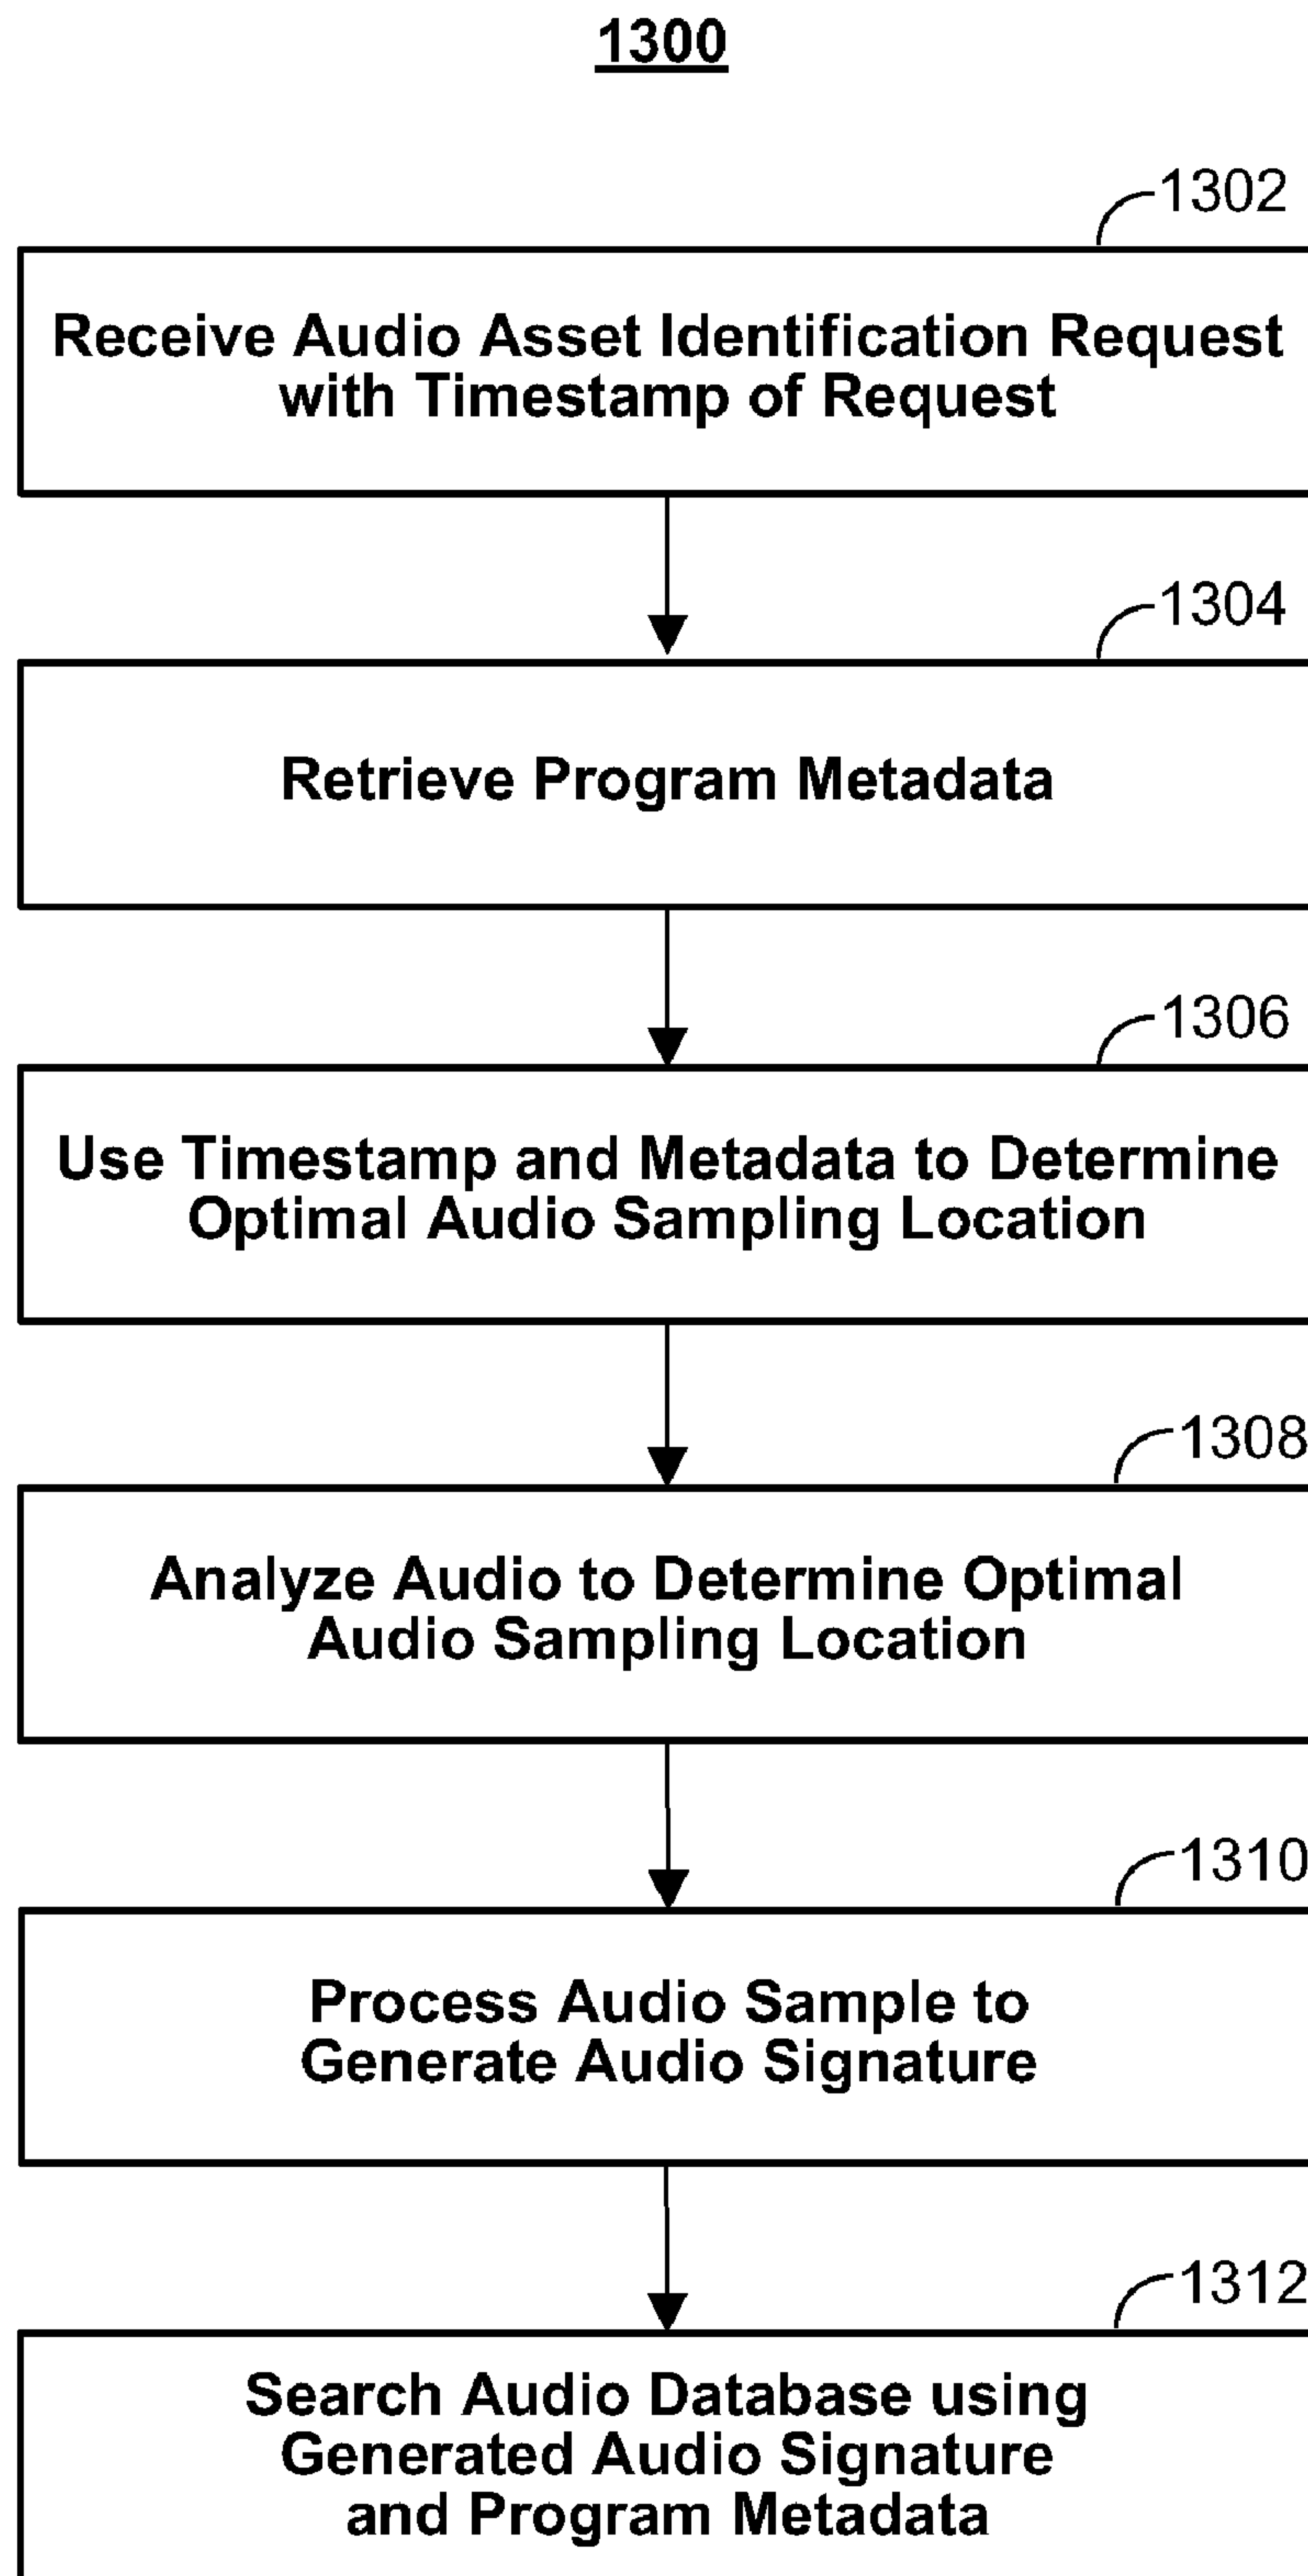 1300
1302
Receive Audio Asset Identification Request
with Timestamp of Request
1304
Retrieve Program Metadata
1306
Use Timestamp and Metadata to Determine
Optimal Audio Sampling Location
1308
Analyze Audio to Determine Optimal
Audio Sampling Location
1310
Process Audio Sample to
Generate Audio Signature
1312
Search Audio Database using
Generated Audio Signature
and Program Metadata